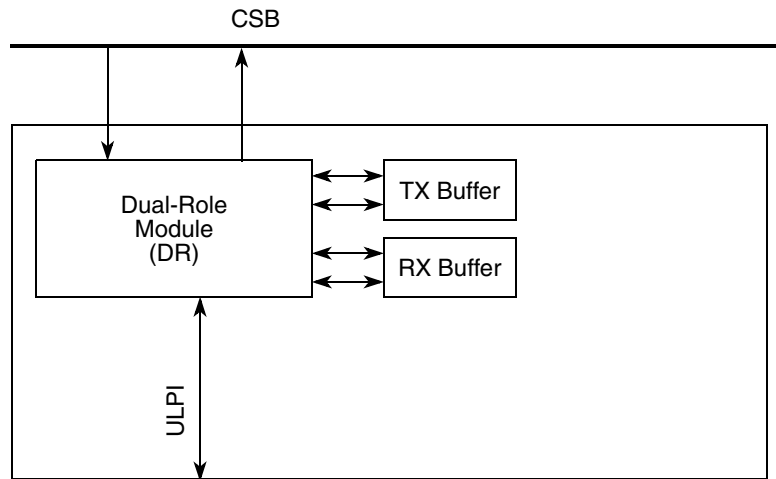 CSB
Dual-Role
Module
(DR)
TX Buffer
RX Buffer
ULPI